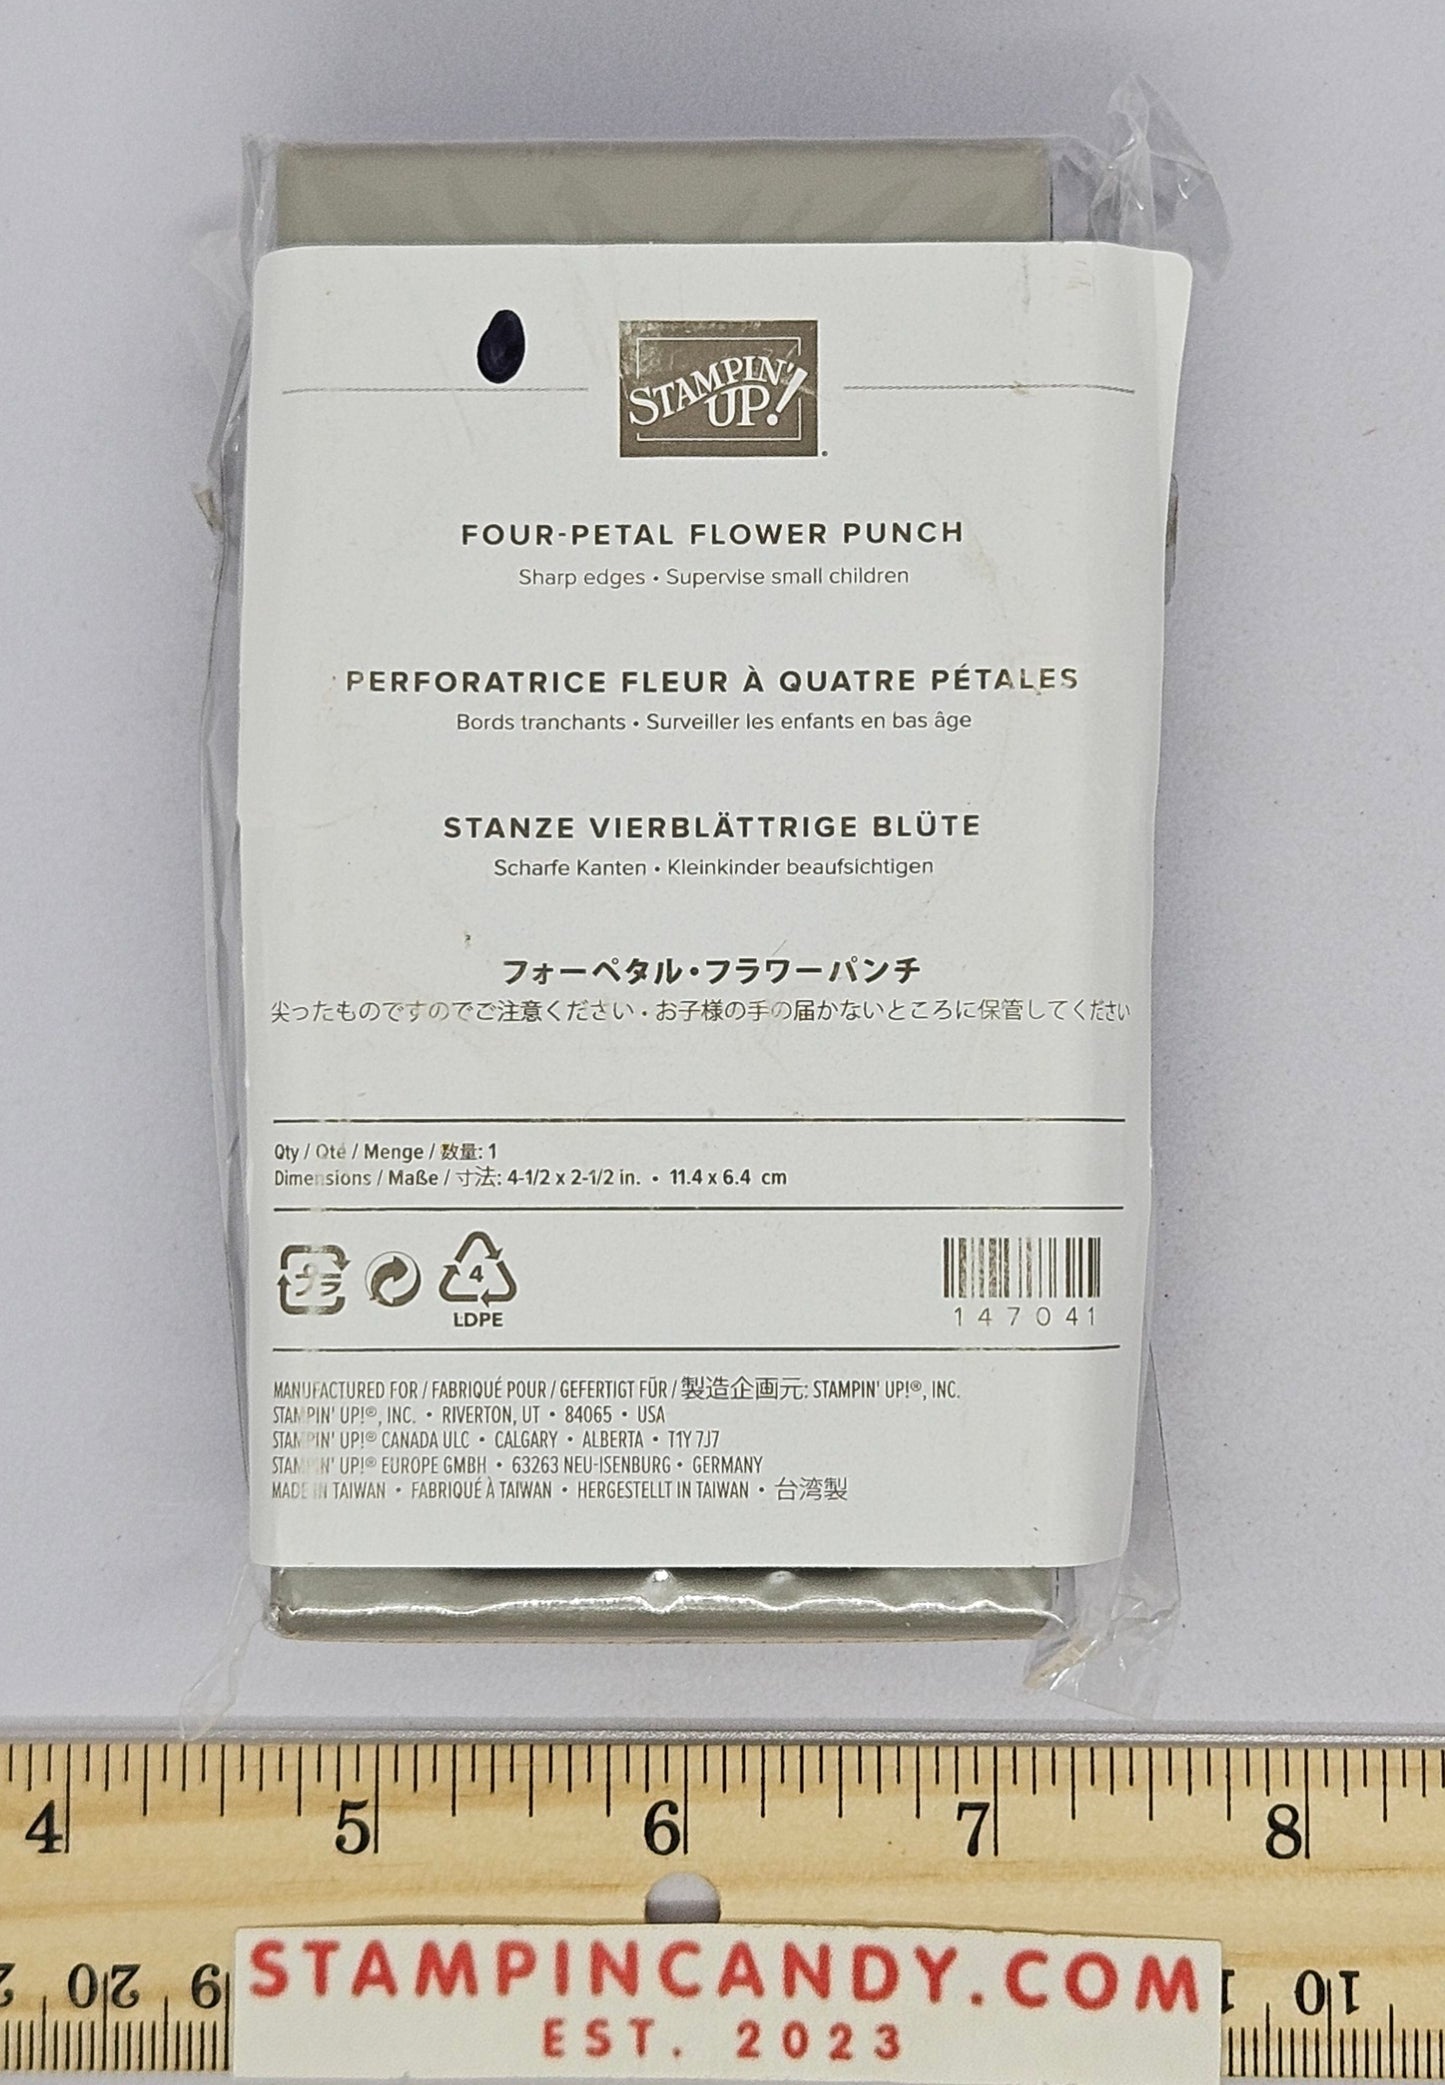 STAMPIN' UP!
FOUR-PETAL FLOWER PUNCH
Sharp edges • Supervise small children
PERFORATRICE FLEUR À QUATRE PÉTALES
Bords tranchants • Surveiller les enfants en bas âge
STANZE VIERBLÄTTRIGE BLÜTE
Scharfe Kanten • Kleinkinder beaufsichtigen
フォーペタル・フラワーパンチ
尖ったものですのでご注意ください・お子様の手の届かないところに保管してください
Qty / Qté / Menge / 数量: 1
Dimensions / Maße / 寸法: 4-1/2 x 2-1/2 in. • 11.4 x 6.4 cm
プラ
4
LDPE
147041
MANUFACTURED FOR / FABRIQUÉ POUR / GEFERTIGT FÜR / 製造企画元: STAMPIN' UP!®, INC.
STAMPIN' UP!®, INC. • RIVERTON, UT • 84065 • USA
STAMPIN' UP!® CANADA ULC • CALGARY • ALBERTA • T1Y 7J7
STAMPIN' UP!® EUROPE GMBH • 63263 NEU-ISENBURG • GERMANY
MADE IN TAIWAN • FABRIQUÉ À TAIWAN • HERGESTELLT IN TAIWAN • 台湾製
4 5 6 7 8
STAMPINCANDY.COM
EST. 2023
20 19 10